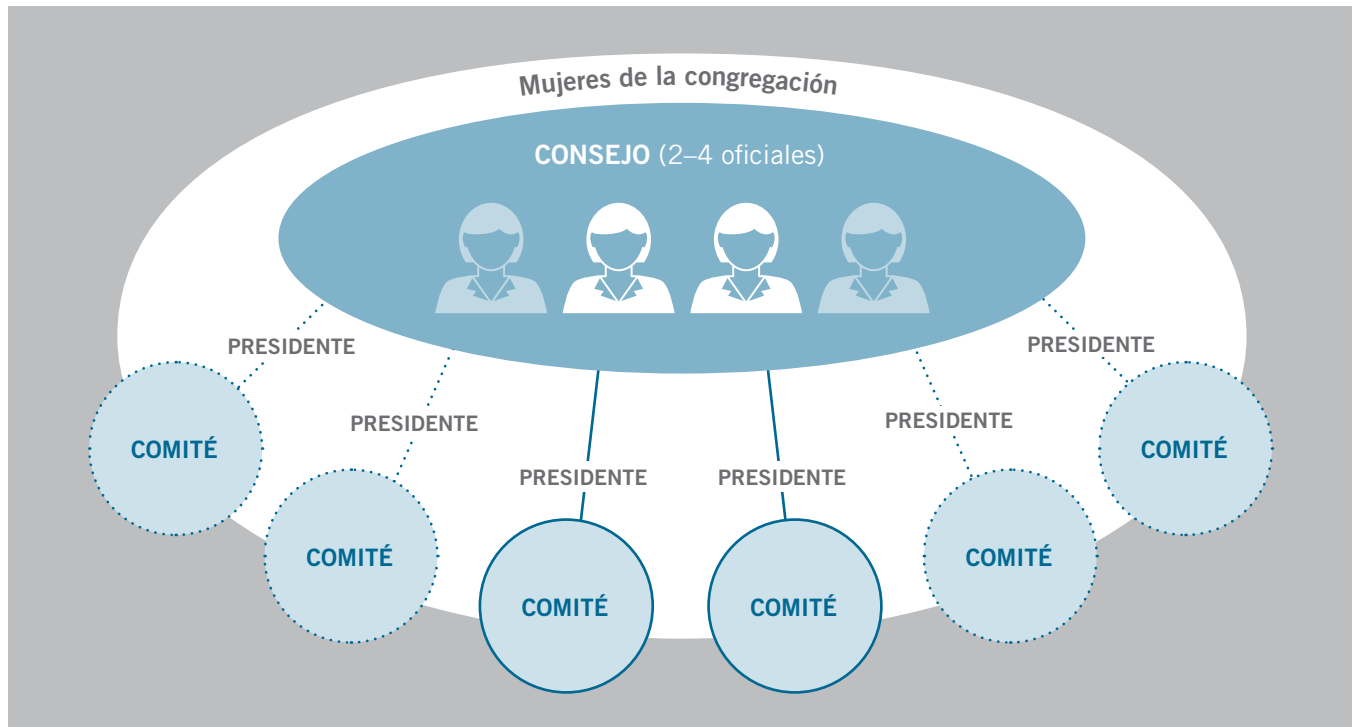 Mujeres de la congregación
CONSEJO (2–4 oficiales)
PRESIDENTE
PRESIDENTE
PRESIDENTE
PRESIDENTE
PRESIDENTE
PRESIDENTE
COMITÉ
COMITÉ
COMITÉ
COMITÉ
COMITÉ
COMITÉ